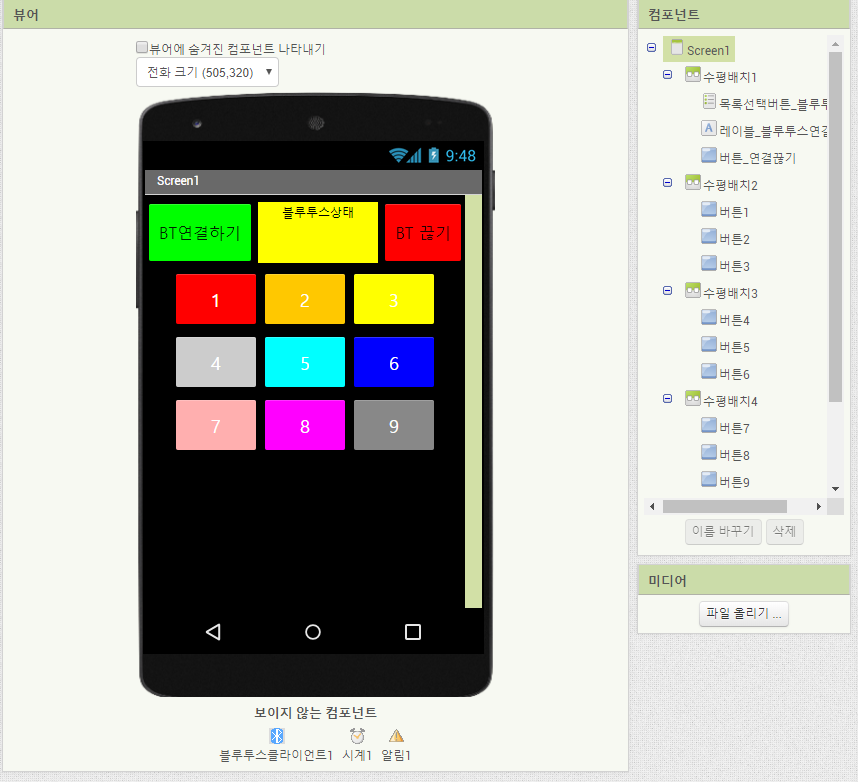 뷰어
뷰어에 숨겨진 컴포넌트 나타내기
전화 크기 (505,320)
9:48
Screen1
BT연결하기
블루투스상태
BT 끊기
1 2 3
4 5 6
7 8 9
보이지 않는 컴포넌트
블루투스클라이언트1 시계1 알림1
컴포넌트
Screen1
수평배치1
목록선택버튼_블루투
A 레이블_블루투스연결
버튼_연결끊기
수평배치2
버튼1
버튼2
버튼3
수평배치3
버튼4
버튼5
버튼6
수평배치4
버튼7
버튼8
버튼9
이름 바꾸기 삭제
미디어
파일 올리기 ...